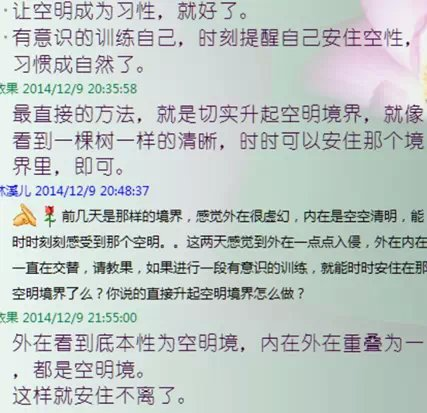 ·让空明成为习性，就好了。
·有意识的训练自己，时刻提醒自己安住空性，
习惯成自然了。
效果 2014/12/9 20:35:58
最直接的方法，就是切实升起空明境界，就像
看到一棵树一样的清晰，时时可以安住那个境
界里，即可。
林溪儿 2014/12/9 20:48:37
前几天是那样的境界，感觉外在很虚幻，内在是空空清明，能
时时刻刻感受到那个空明。。这两天感觉到外在一点点入侵，外在内在
一直在交替，请教果，如果进行一段有意识的训练，就能时时安住在那
空明境界了么？你说的直接升起空明境界怎么做？
效果 2014/12/9 21:55:00
外在看到底本性为空明境，内在外在重叠为一
，都是空明境。
这样就安住不离了。